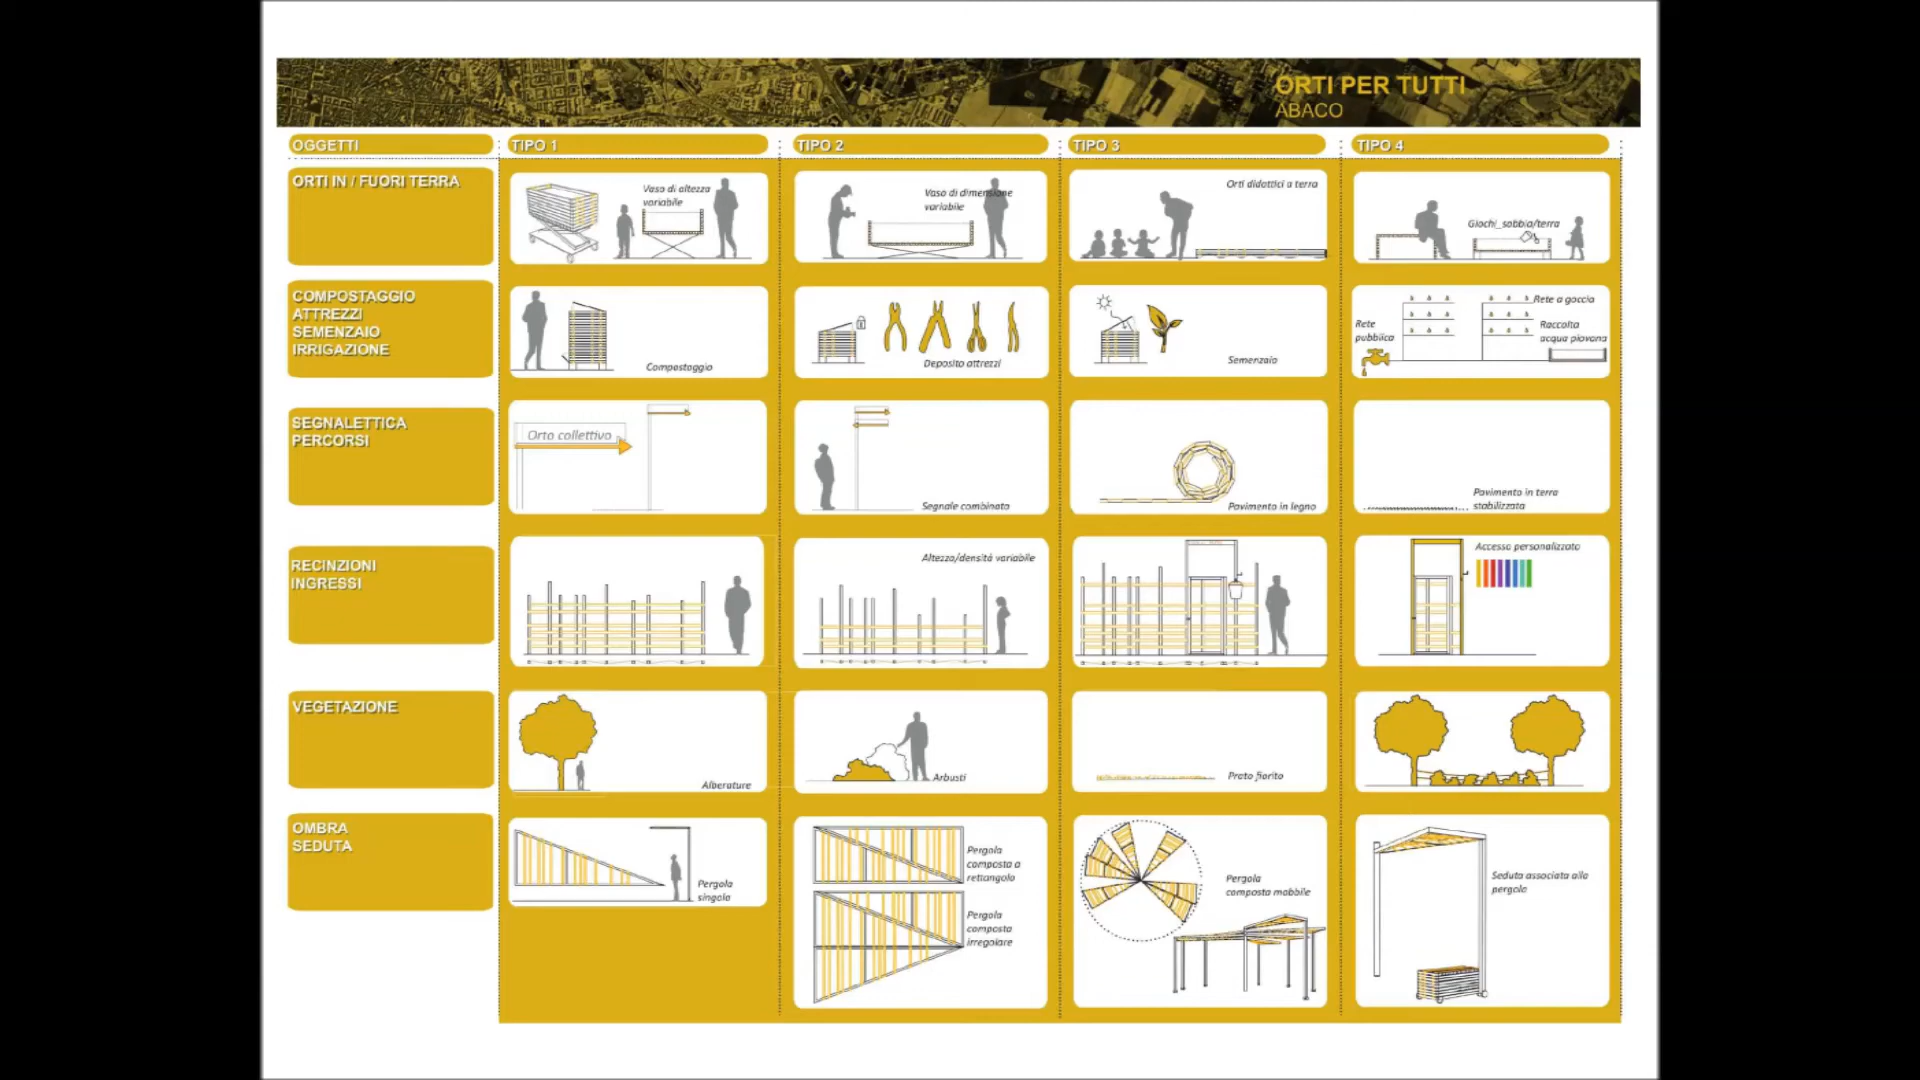 ORTI PER TUTTI
ABACO
OGGETTI
TIPO 1
TIPO 2
TIPO 3
TIPO 4
ORTI IN / FUORI TERRA
Vaso di altezza
variabile
Vaso di dimensione
variabile
Orti didattici a terra
Giochi_sabbia/terra
COMPOSTAGGIO
ATTREZZI
SEMENZAIO
IRRIGAZIONE
Compostaggio
Deposito attrezzi
Semenzaio
Rete a goccia
Rete
pubblica
Raccolta
acqua piovana
SEGNALETTICA
PERCORSI
Orto collettivo
Segnale combinato
Pavimento in legno
Pavimento in terra
stabilizzata
RECINZIONI
INGRESSI
Altezza/densità variabile
Accesso personalizzato
VEGETAZIONE
Alberature
Arbusti
Prato fiorito
OMBRA
SEDUTA
Pergola
singola
Pergola
composta a
rettangolo
Pergola
composta
irregolare
Pergola
composta mobbile
Seduta associata alla
pergola